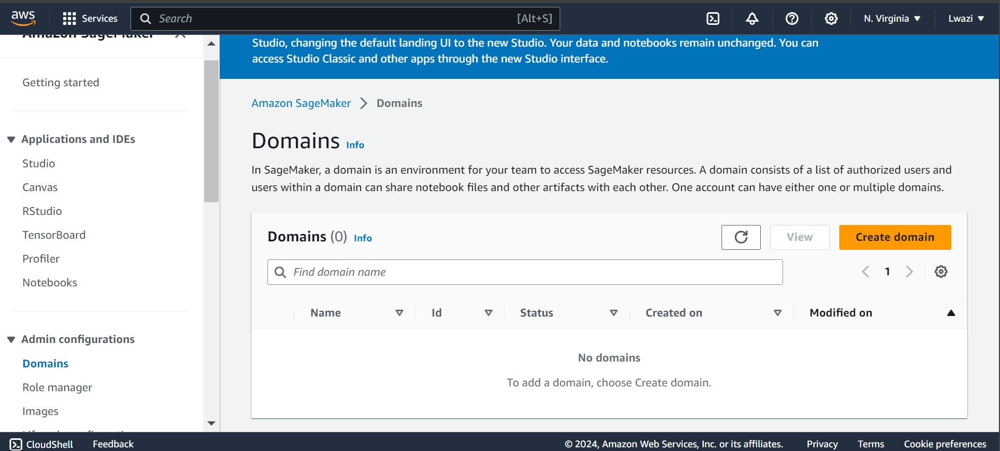 aws
Services
Search
[Alt+S]
N. Virginia
Lwazi
Amazon SageMaker
Getting started
Applications and IDEs
Studio
Canvas
RStudio
TensorBoard
Profiler
Notebooks
Admin configurations
Domains
Role manager
Images
Studio, changing the default landing UI to the new Studio. Your data and notebooks remain unchanged. You can
access Studio Classic and other apps through the new Studio interface.
Amazon SageMaker > Domains
Domains Info
In SageMaker, a domain is an environment for your team to access SageMaker resources. A domain consists of a list of authorized users and
users within a domain can share notebook files and other artifacts with each other. One account can have either one or multiple domains.
Domains (0) Info
View
Create domain
Find domain name
1
Name Id Status Created on Modified on
No domains
To add a domain, choose Create domain.
CloudShell Feedback © 2024, Amazon Web Services, Inc. or its affiliates. Privacy Terms Cookie preferences